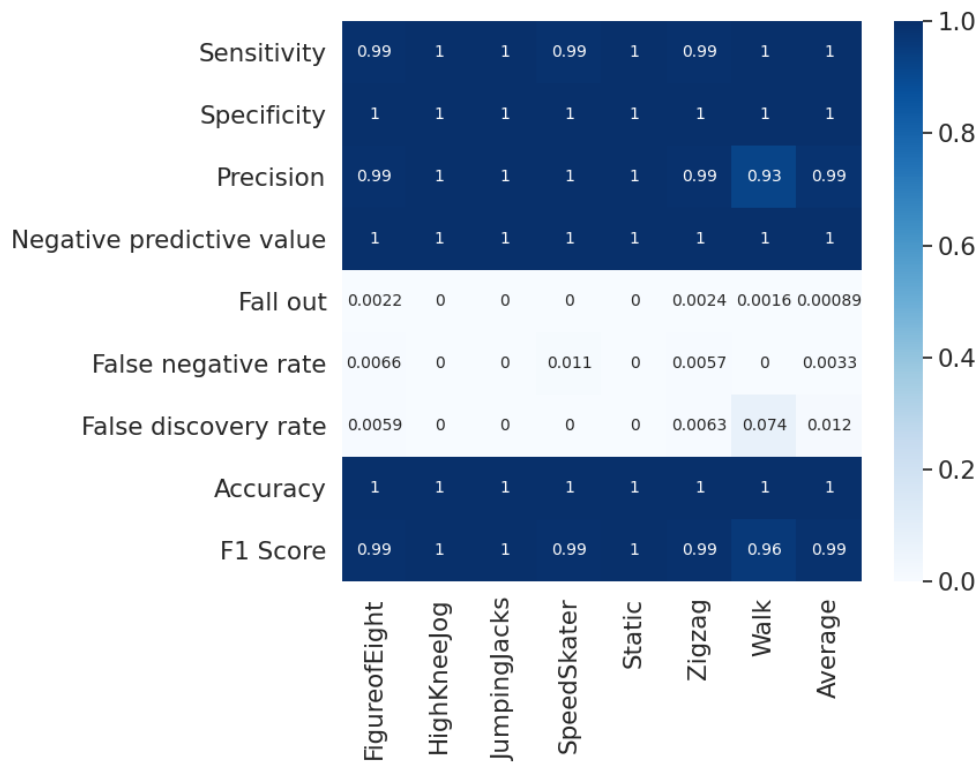 Sensitivity 0.99 1 1 0.99 1 0.99 1 1
Specificity 1 1 1 1 1 1 1 1
Precision 0.99 1 1 1 1 0.99 0.93 0.99
Negative predictive value 1 1 1 1 1 1 1 1
Fall out 0.0022 0 0 0 0 0.0024 0.0016 0.00089
False negative rate 0.0066 0 0 0.011 0 0.0057 0 0.0033
False discovery rate 0.0059 0 0 0 0 0.0063 0.074 0.012
Accuracy 1 1 1 1 1 1 1 1
F1 Score 0.99 1 1 0.99 1 0.99 0.96 0.99
FigureofEight
HighKneeJog
JumpingJacks
SpeedSkater
Static
Zigzag
Walk
Average
1.0
0.8
0.6
0.4
0.2
0.0